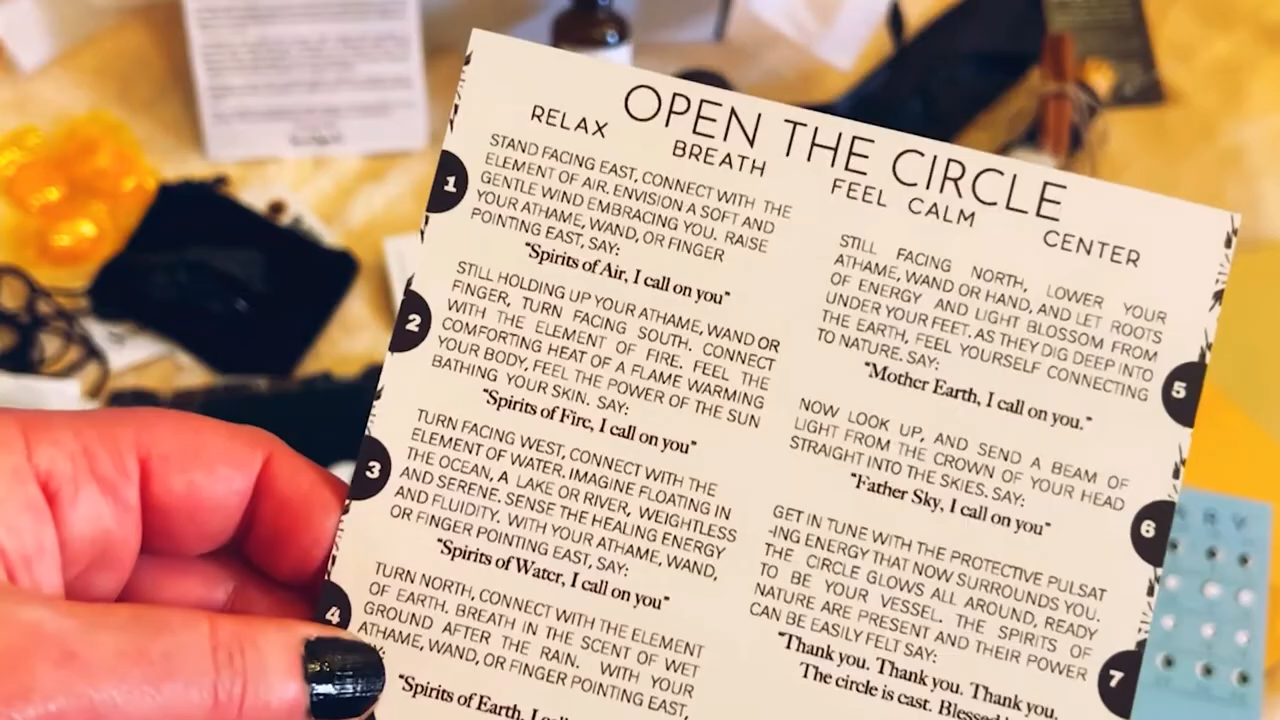 OPEN THE CIRCLE
RELAX BREATH FEEL CALM CENTER
1
STAND FACING EAST, CONNECT WITH THE
ELEMENT OF AIR. ENVISION A SOFT AND
GENTLE WIND EMBRACING YOU. RAISE
YOUR ATHAME, WAND, OR FINGER
POINTING EAST, SAY:
"Spirits of Air, I call on you"
2
STILL HOLDING UP YOUR ATHAME, WAND OR
FINGER, TURN FACING SOUTH. CONNECT
WITH THE ELEMENT OF FIRE. FEEL THE
COMFORTING HEAT OF A FLAME WARMING
YOUR BODY, FEEL THE POWER OF THE SUN
BATHING YOUR SKIN. SAY:
"Spirits of Fire, I call on you"
3
TURN FACING WEST, CONNECT WITH THE
ELEMENT OF WATER. IMAGINE FLOATING IN
THE OCEAN, A LAKE OR RIVER, WEIGHTLESS
AND SERENE. SENSE THE HEALING ENERGY
AND FLUIDITY. WITH YOUR ATHAME, WAND,
OR FINGER POINTING EAST, SAY:
"Spirits of Water, I call on you"
4
TURN NORTH, CONNECT WITH THE ELEMENT
OF EARTH. BREATH IN THE SCENT OF WET
GROUND AFTER THE RAIN. WITH YOUR
ATHAME, WAND, OR FINGER POINTING EAST,
"Spirits of Earth, I
STILL FACING NORTH, LOWER YOUR
ATHAME, WAND OR HAND, AND LET ROOTS
OF ENERGY AND LIGHT BLOSSOM FROM
UNDER YOUR FEET. AS THEY DIG DEEP INTO
THE EARTH, FEEL YOURSELF CONNECTING
TO NATURE. SAY:
"Mother Earth, I call on you."
5
NOW LOOK UP, AND SEND A BEAM OF
LIGHT FROM THE CROWN OF YOUR HEAD
STRAIGHT INTO THE SKIES. SAY:
"Father Sky, I call on you"
6
GET IN TUNE WITH THE PROTECTIVE PULSAT
-ING ENERGY THAT NOW SURROUNDS YOU.
THE CIRCLE GLOWS ALL AROUND, READY
TO BE YOUR VESSEL. THE SPIRITS OF
NATURE ARE PRESENT AND THEIR POWER
CAN BE EASILY FELT SAY:
7
"Thank you. Thank you. Thank you.
The circle is cast. Blessed